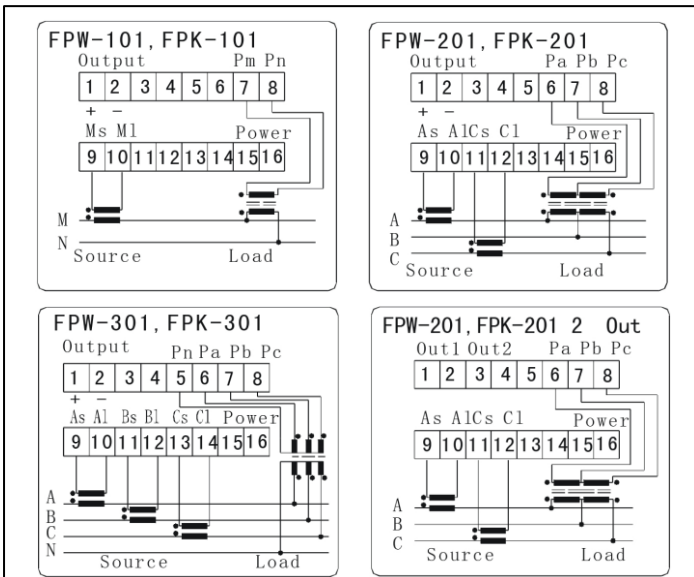 FPW-101, FPK-101
Output Pm Pn
1 2 3 4 5 6 7 8
+ −
Ms Ml Power
9 10 11 12 13 14 15 16
M
N
Source Load
FPW-201, FPK-201
Output Pa Pb Pc
1 2 3 4 5 6 7 8
+ −
As Al Cs Cl Power
9 10 11 12 13 14 15 16
A
B
C
Source Load
FPW-301, FPK-301
Output Pn Pa Pb Pc
1 2 3 4 5 6 7 8
+ −
As Al Bs Bl Cs Cl Power
9 10 11 12 13 14 15 16
A
B
C
N
Source Load
FPW-201, FPK-201 2 Out
Out1 Out2 Pa Pb Pc
1 2 3 4 5 6 7 8
As Al Cs Cl Power
9 10 11 12 13 14 15 16
A
B
C
Source Load